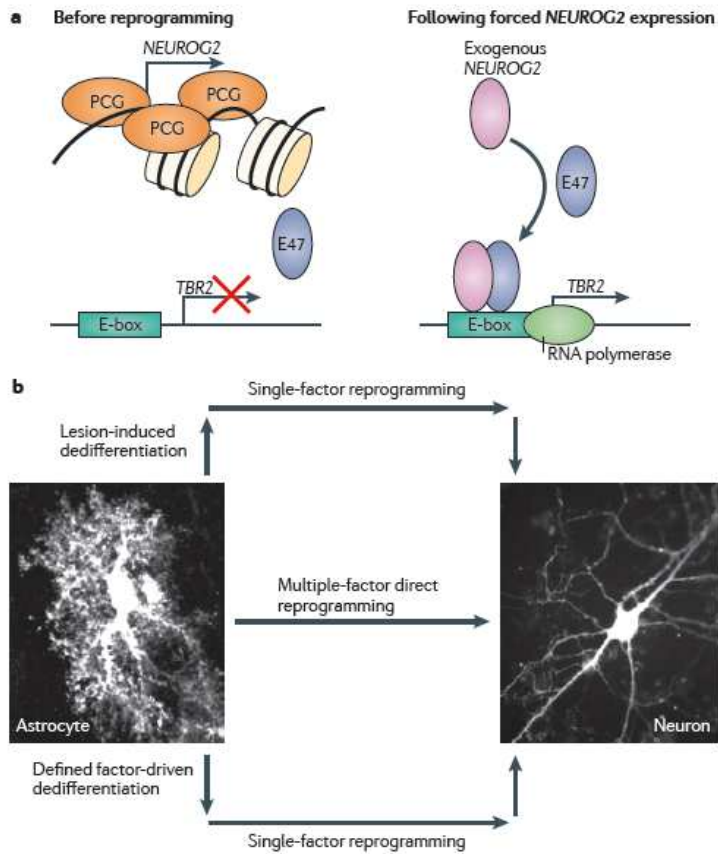 a Before reprogramming
NEUROG2
PCG
PCG
PCG
E47
TBR2
E-box
Following forced NEUROG2 expression
Exogenous
NEUROG2
E47
TBR2
E-box
RNA polymerase
b
Single-factor reprogramming
Lesion-induced
dedifferentiation
Multiple-factor direct
reprogramming
Astrocyte
Neuron
Defined factor-driven
dedifferentiation
Single-factor reprogramming